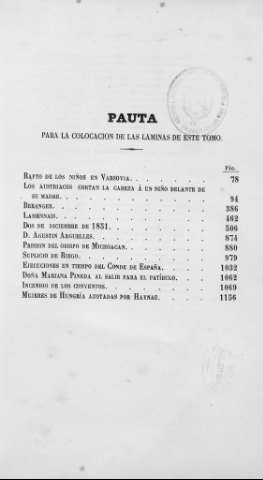 PAUTA
PARA LA COLOCACION DE LAS LAMINAS DE ESTE TOMO.
PÁG.
RAPTO DE LOS NIÑOS EN VARSOVIA. . . . . . . . 78
LOS AUSTRIACOS CORTAN LA CABEZA Á UN NIÑO DELANTE DE
SU MADRE. . . . . . . . . . . . . . 94
BERANGER. . . . . . . . . . . . . . 386
LAMENNAIS. . . . . . . . . . . . . . 462
DOS DE DICIEMBRE DE 1851. . . . . . . . . . 506
D. AGUSTIN ARGUELLES. . . . . . . . . . . 874
PRISION DEL OBISPO DE MICHOACAN. . . . . . . . 880
SUPLICIO DE RIEGO. . . . . . . . . . . . 979
EJECUCIONES EN TIEMPO DEL CONDE DE ESPAÑA. . . . . 1032
DOÑA MARIANA PINEDA AL SALIR PARA EL PATÍBULO. . . . 1062
INCENDIO DE LOS CONVENTOS. . . . . . . . . . 1069
MUJERES DE HUNGRÍA AZOTADAS POR HAYNAU. . . . . . 1156